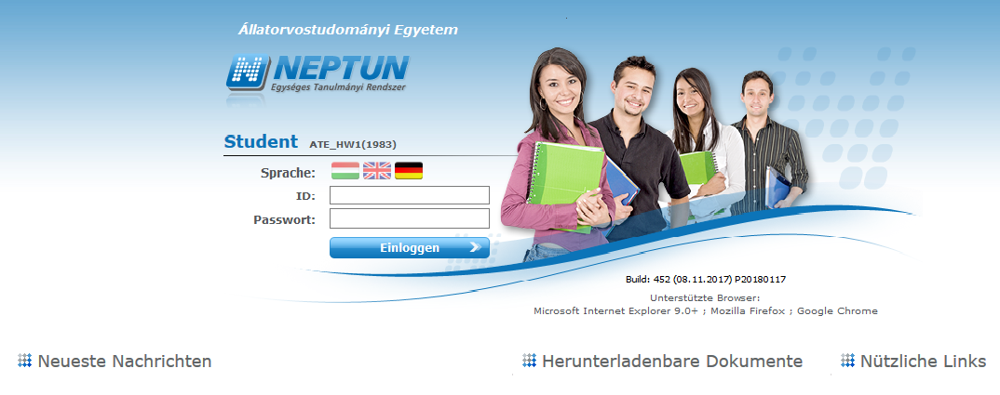 Állatorvostudományi Egyetem
NEPTUN
Egységes Tanulmányi Rendszer
Student ATE_HW1(1983)
Sprache:
ID:
Passwort:
Einloggen
Build: 452 (08.11.2017) P20180117
Unterstützte Browser:
Microsoft Internet Explorer 9.0+ ; Mozilla Firefox ; Google Chrome
Neueste Nachrichten
Herunterladenbare Dokumente
Nützliche Links